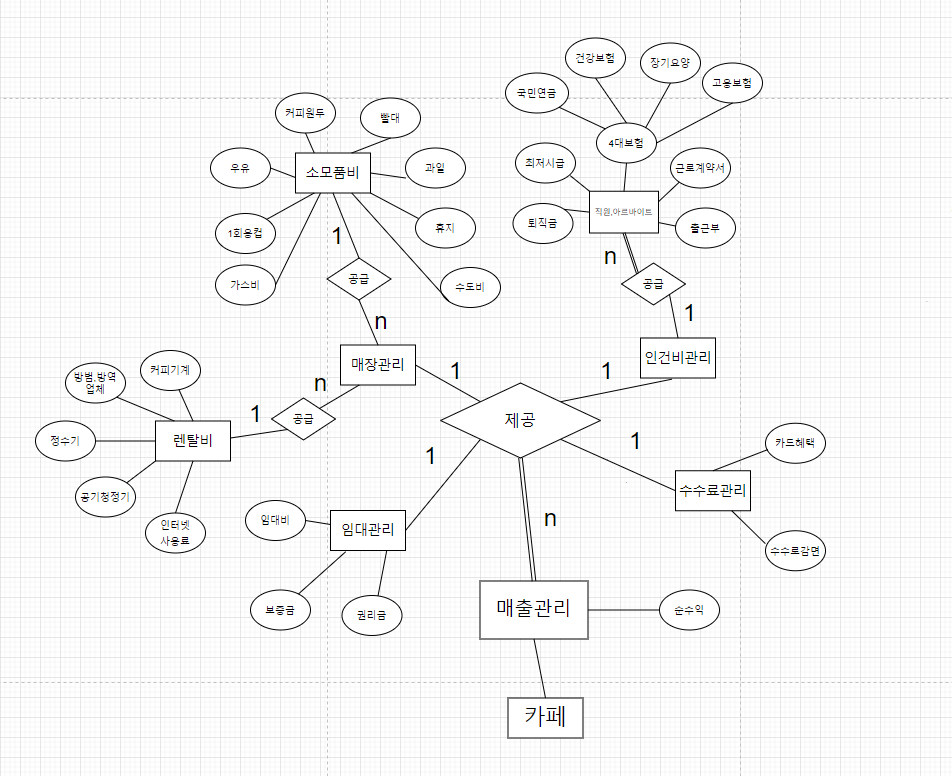 건강보험
장기요양
고용보험
국민연금
커피원두
빨대
4대보험
우유
소모품비
과일
최저시급
근로계약서
직원,아르바이트
1회용컵
휴지
퇴직금
출근부
1
n
가스비
공급
수도비
공급
n
1
매장관리
인건비관리
커피기계
방범,방역
업체
n
1
1
1
공급
제공
정수기
렌탈비
1
1
카드혜택
공기청정기
수수료관리
인터넷
사용료
임대비
임대관리
n
수수료감면
보증금
권리금
매출관리
순수익
카페